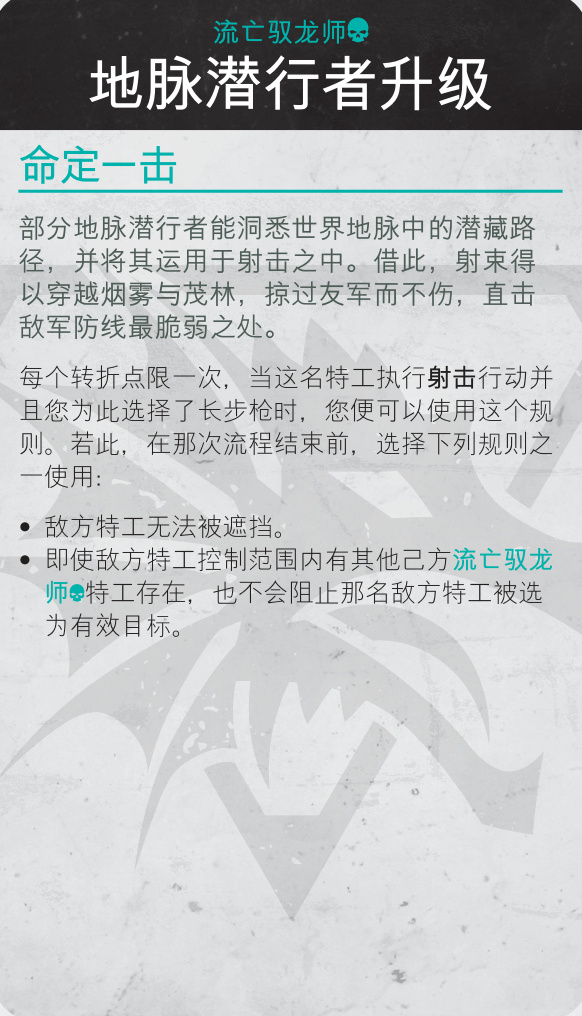 流亡驭龙师
地脉潜行者升级
命定一击
部分地脉潜行者能洞悉世界地脉中的潜藏路
径，并将其运用于射击之中。借此，射束得
以穿越烟雾与茂林，掠过友军而不伤，直击
敌军防线最脆弱之处。
每个转折点限一次，当这名特工执行射击行动并
且您为此选择了长步枪时，您便可以使用这个规
则。若此，在那次流程结束前，选择下列规则之
一使用:
• 敌方特工无法被遮挡。
• 即使敌方特工控制范围内有其他己方流亡驭龙
师特工存在，也不会阻止那名敌方特工被选
为有效目标。